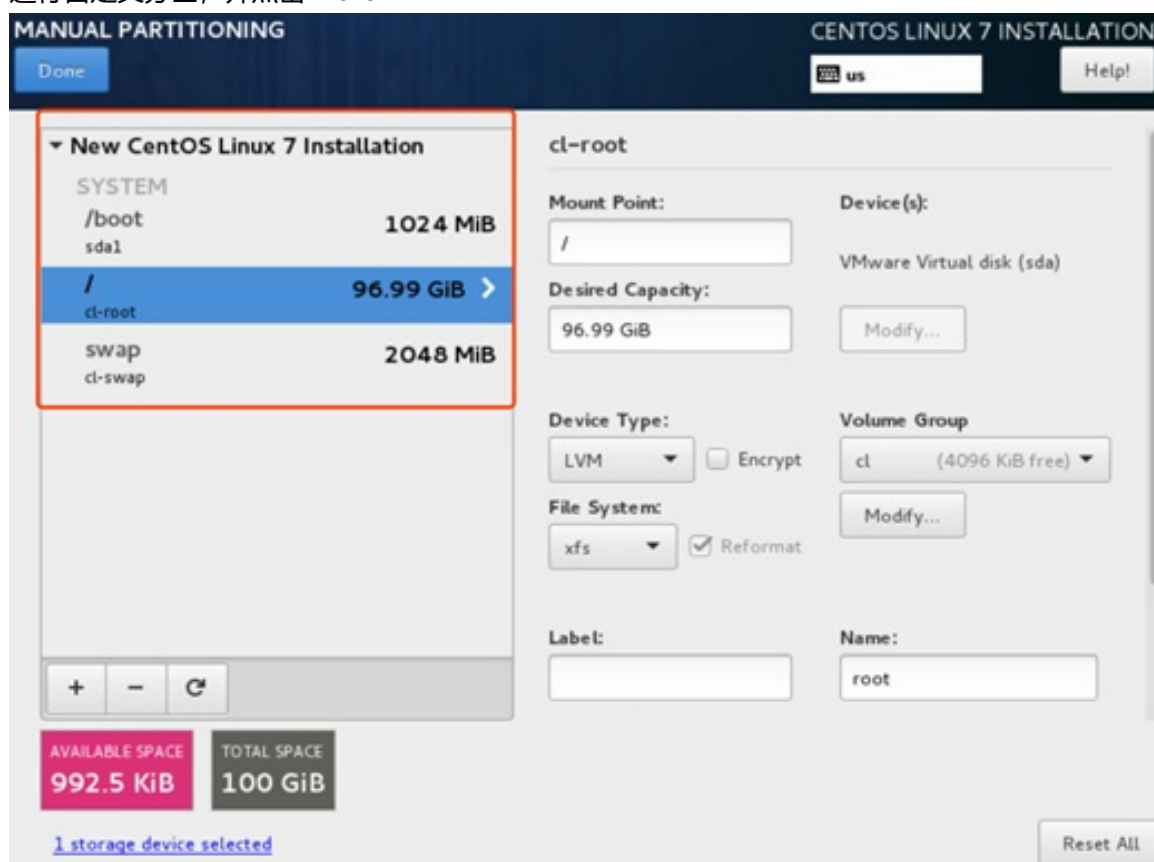 MANUAL PARTITIONING
CENTOS LINUX 7 INSTALLATION
Done
us
Help!
New CentOS Linux 7 Installation
SYSTEM
/boot
1024 MiB
sda1
/
96.99 GiB
cl-root
swap
2048 MiB
cl-swap
cl-root
Mount Point:
Device(s):
/
VMware Virtual disk (sda)
Desired Capacity:
96.99 GiB
Modify...
Device Type:
Volume Group
LVM
Encrypt
cl (4096 KiB free)
File System:
Modify...
xfs
Reformat
Label:
Name:
root
+ -
AVAILABLE SPACE
992.5 KiB
TOTAL SPACE
100 GiB
1 storage device selected
Reset All